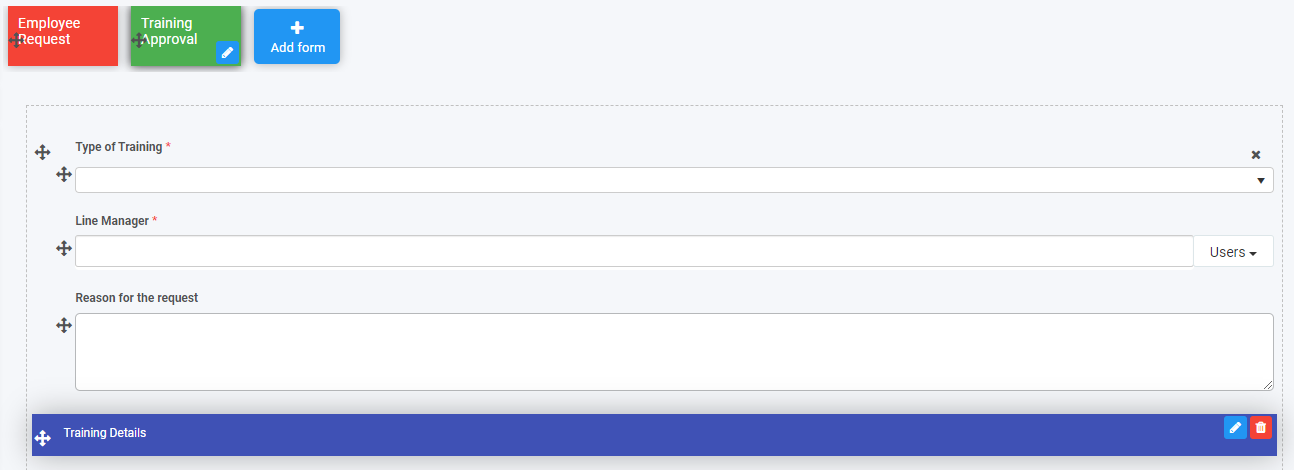 Employee
Request
Training
Approval
Add form
Type of Training *
Line Manager *
Users
Reason for the request
Training Details